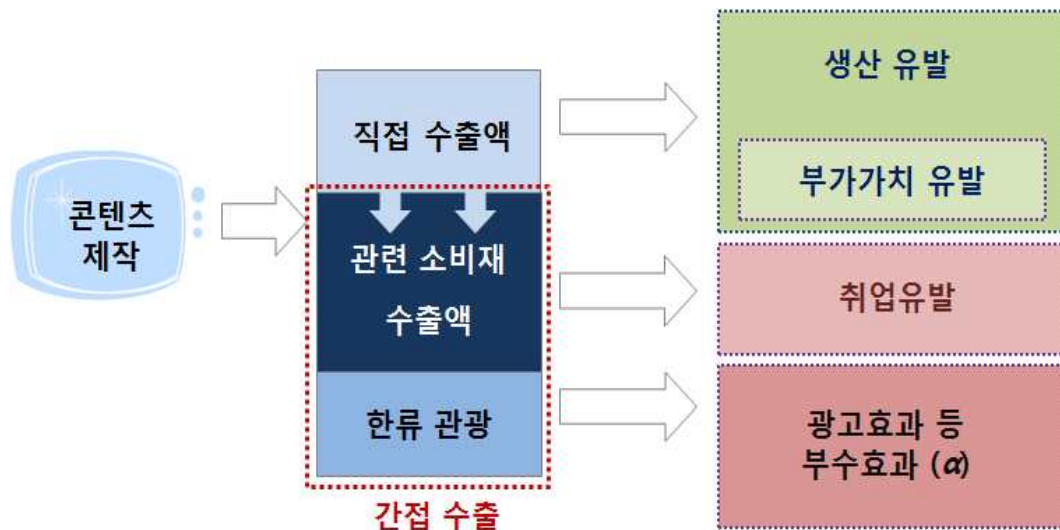 콘텐츠
제작
직접 수출액
관련 소비재
수출액
한류 관광
간접 수출
생산 유발
부가가치 유발
취업유발
광고효과 등
부수효과 (α)